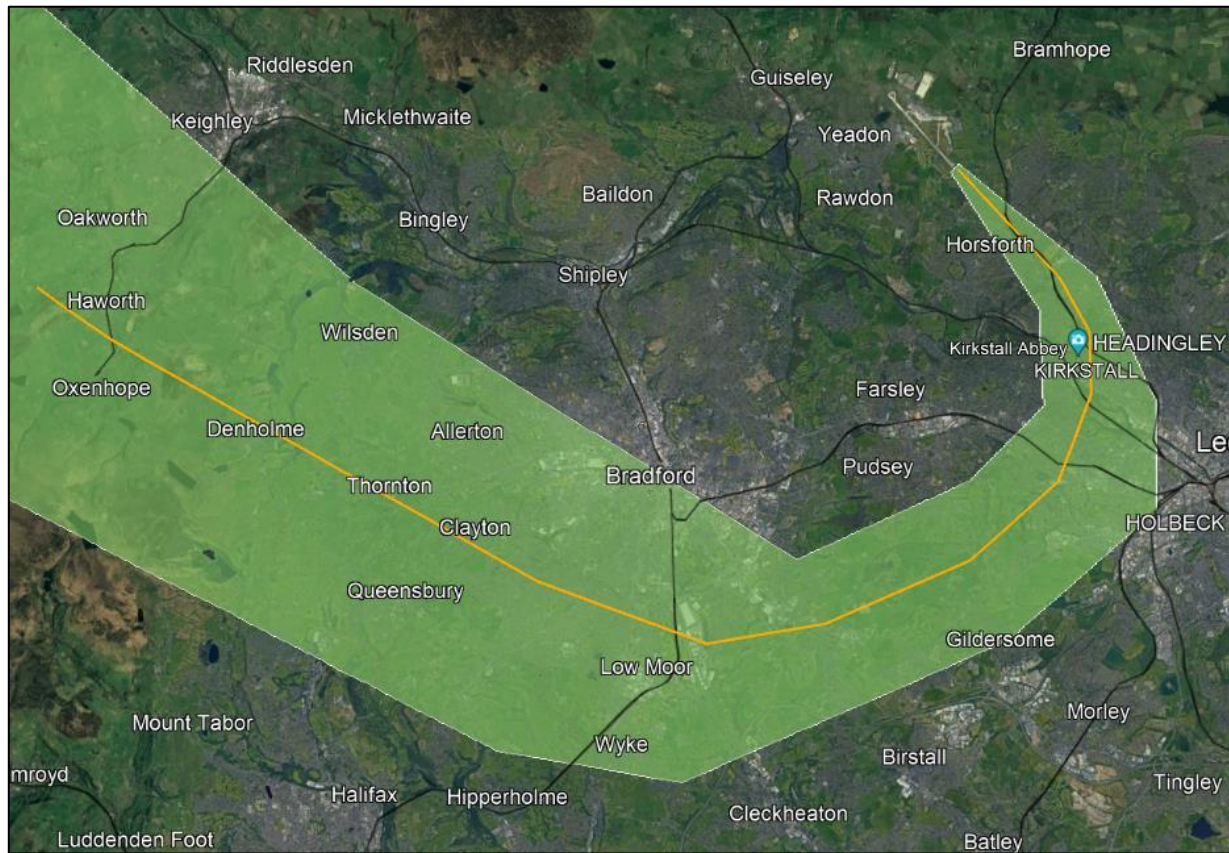 Bramhope
Riddlesden
Guiseley
Keighley
Micklethwaite
Yeadon
Baildon
Rawdon
Oakworth
Bingley
Horsforth
Shipley
Haworth
Wilsden
Kirkstall Abbey
HEADINGLEY
KIRKSTALL
Oxenhope
Farsley
Denholme
Allerton
Le
Pudsey
Bradford
Thornton
Clayton
HOLBECK
Queensbury
Gildersome
Low Moor
Morley
Mount Tabor
Wyke
Birstall
mroyd
Tingley
Halifax
Hipperholme
Cleckheaton
Luddenden Foot
Batley